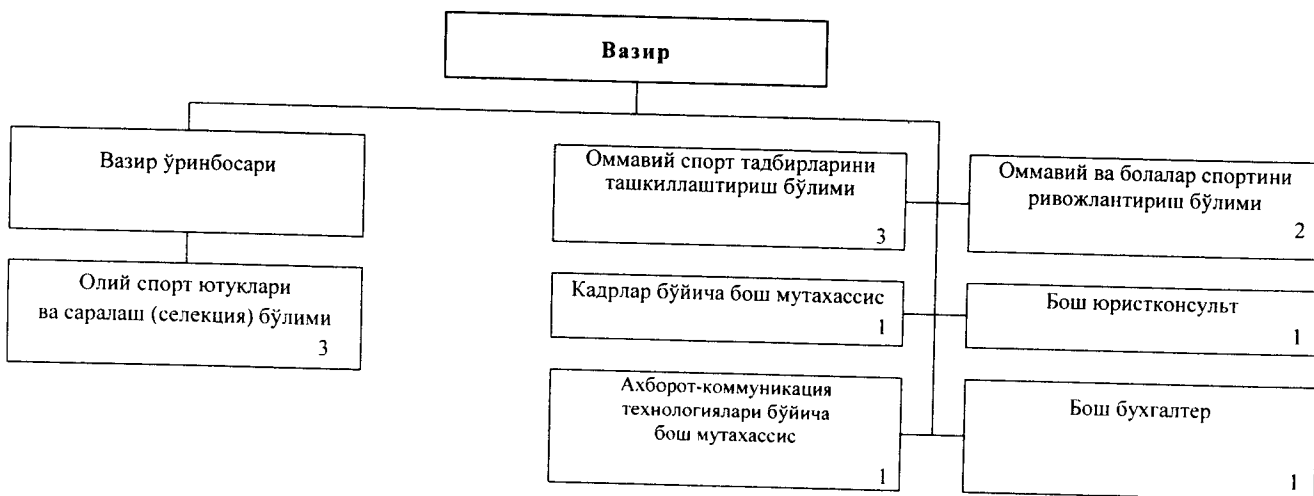 Вазир
Вазир ўринбосари
Олий спорт ютуклари
ва саралаш (селекция) бўлими
3
Оммавий спорт тадбирларини
ташкиллаштириш бўлими
3
Оммавий ва болалар спортини
ривожлантириш бўлими
2
Кадрлар бўйича бош мутахассис
1
Бош юристконсульт
1
Ахборот-коммуникация
технологиялари бўйича
бош мутахассис
1
Бош бухгалтер
1